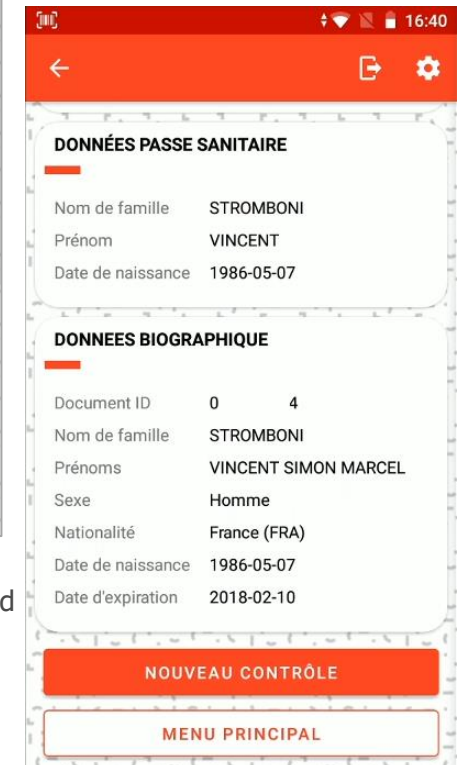 16:40
DONNÉES PASSE SANITAIRE
Nom de famille STROMBONI
Prénom VINCENT
Date de naissance 1986-05-07
DONNEES BIOGRAPHIQUE
Document ID 0 4
Nom de famille STROMBONI
Prénoms VINCENT SIMON MARCEL
Sexe Homme
Nationalité France (FRA)
Date de naissance 1986-05-07
d
Date d'expiration 2018-02-10
NOUVEAU CONTRÔLE
MENU PRINCIPAL